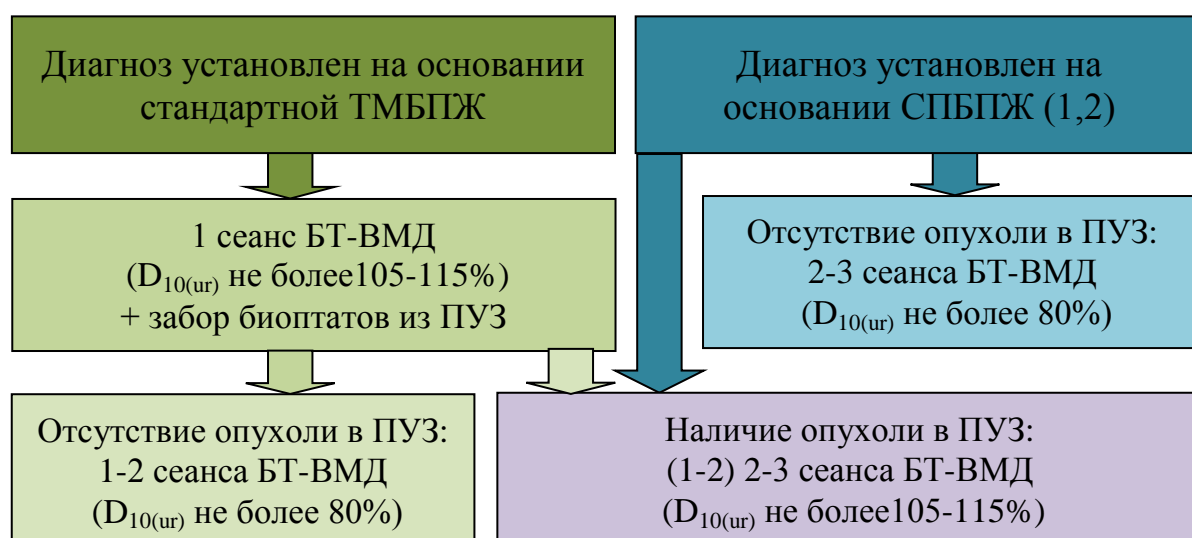 Диагноз установлен на основании
стандартной ТМБПЖ
Диагноз установлен на
основании СПБПЖ (1,2)
1 сеанс БТ-ВМД
(D10(ur) не более105-115%)
+ забор биоптатов из ПУЗ
Отсутствие опухоли в ПУЗ:
2-3 сеанса БТ-ВМД
(D10(ur) не более 80%)
Отсутствие опухоли в ПУЗ:
1-2 сеанса БТ-ВМД
(D10(ur) не более 80%)
Наличие опухоли в ПУЗ:
(1-2) 2-3 сеанса БТ-ВМД
(D10(ur) не более105-115%)